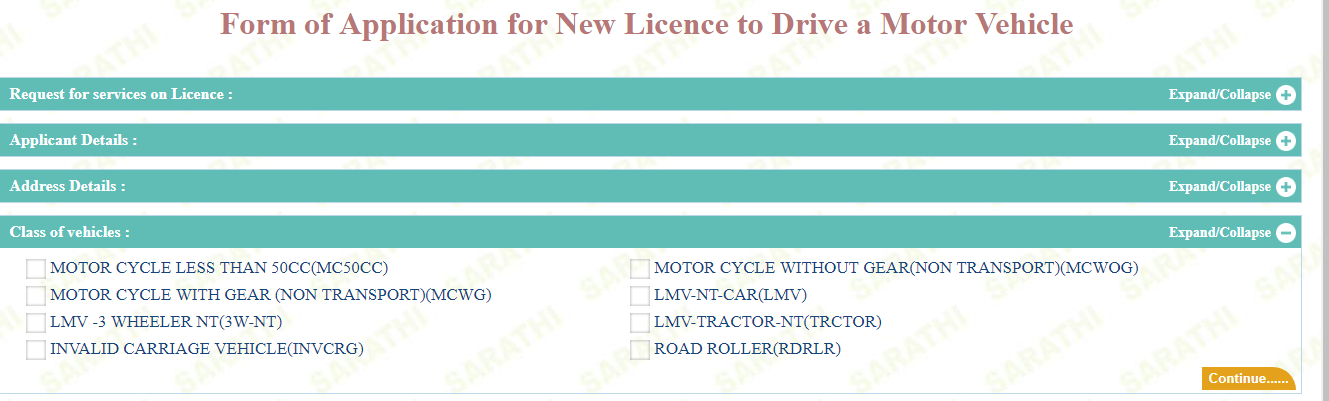 Form of Application for New Licence to Drive a Motor Vehicle
Request for services on Licence : Expand/Collapse
Applicant Details : Expand/Collapse
Address Details : Expand/Collapse
Class of vehicles : Expand/Collapse
MOTOR CYCLE LESS THAN 50CC(MC50CC) MOTOR CYCLE WITHOUT GEAR(NON TRANSPORT)(MCWOG)
MOTOR CYCLE WITH GEAR (NON TRANSPORT)(MCWG) LMV-NT-CAR(LMV)
LMV -3 WHEELER NT(3W-NT) LMV-TRACTOR-NT(TRCTOR)
INVALID CARRIAGE VEHICLE(INVCRG) ROAD ROLLER(RDRLR)
Continue......
SARATHI